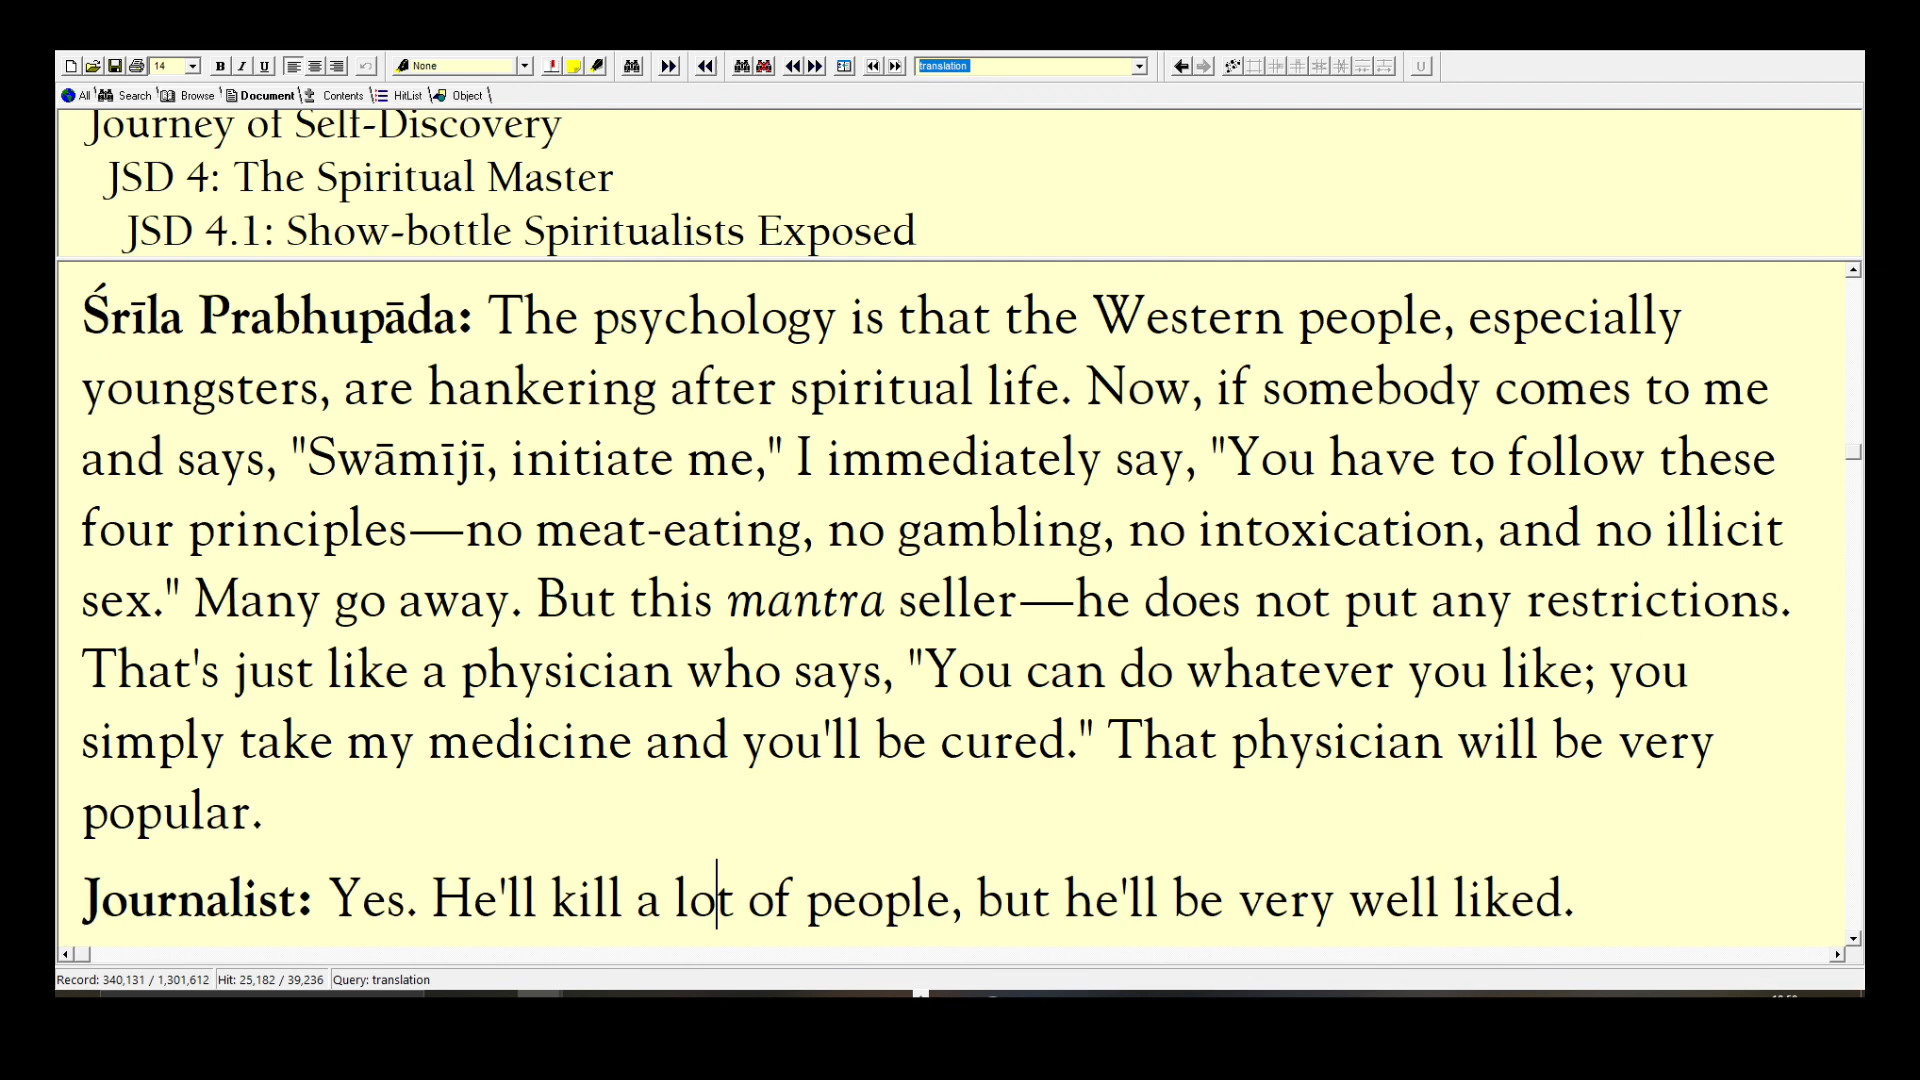 14 B I U None translation U
All Search Browse Document Contents HitList Object
Journey of Self-Discovery
JSD 4: The Spiritual Master
JSD 4.1: Show-bottle Spiritualists Exposed
Śrīla Prabhupāda: The psychology is that the Western people, especially
youngsters, are hankering after spiritual life. Now, if somebody comes to me
and says, "Swāmījī, initiate me," I immediately say, "You have to follow these
four principles—no meat-eating, no gambling, no intoxication, and no illicit
sex." Many go away. But this mantra seller—he does not put any restrictions.
That's just like a physician who says, "You can do whatever you like; you
simply take my medicine and you'll be cured." That physician will be very
popular.
Journalist: Yes. He'll kill a lot of people, but he'll be very well liked.
Record: 340,131 / 1,301,612 Hit: 25,182 / 39,236 Query: translation